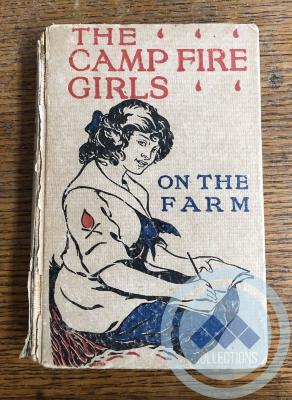 THE
CAMP FIRE
GIRLS
ON THE
FARM
COLLECTIONS